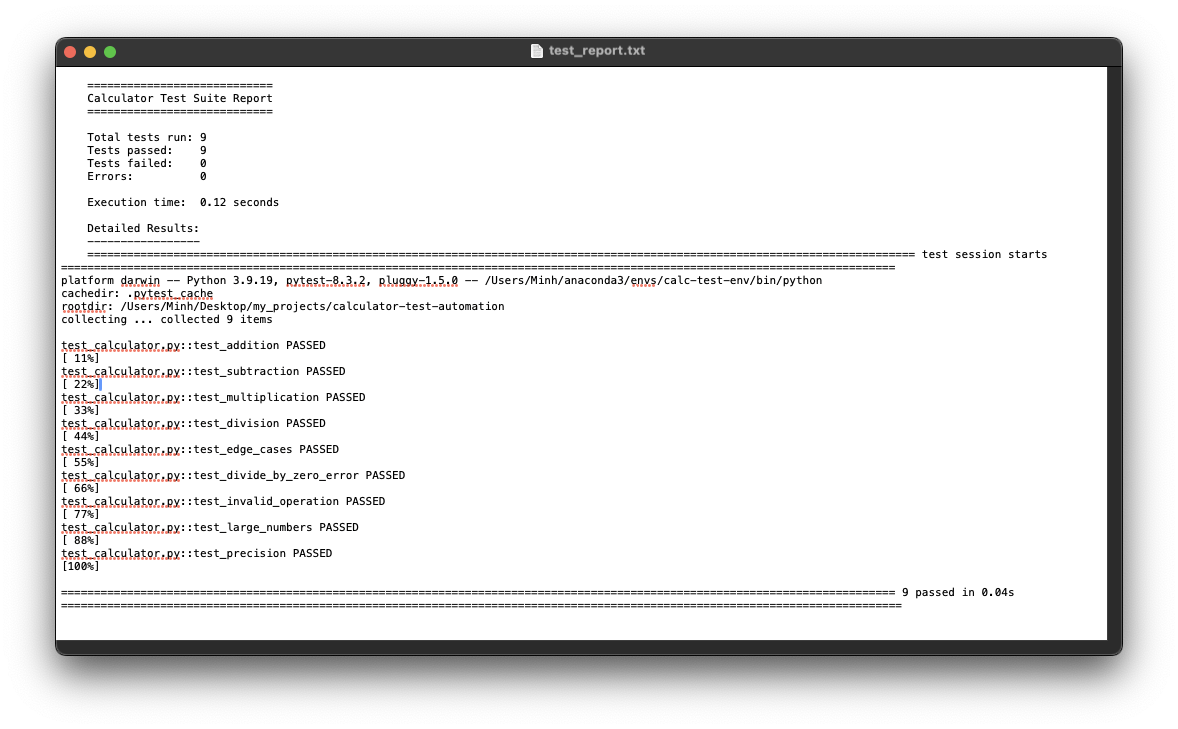 test_report.txt
============================
Calculator Test Suite Report
============================
Total tests run: 9
Tests passed:    9
Tests failed:    0
Errors:          0
Execution time:  0.12 seconds
Detailed Results:
-----------------
============================================================================================================================= test session starts
==============================================================================================================================
platform darwin -- Python 3.9.19, pytest-8.3.2, pluggy-1.5.0 -- /Users/Minh/anaconda3/envs/calc-test-env/bin/python
cachedir: .pytest_cache
rootdir: /Users/Minh/Desktop/my_projects/calculator-test-automation
collecting ... collected 9 items
test_calculator.py::test_addition PASSED
[ 11%]
test_calculator.py::test_subtraction PASSED
[ 22%]
test_calculator.py::test_multiplication PASSED
[ 33%]
test_calculator.py::test_division PASSED
[ 44%]
test_calculator.py::test_edge_cases PASSED
[ 55%]
test_calculator.py::test_divide_by_zero_error PASSED
[ 66%]
test_calculator.py::test_invalid_operation PASSED
[ 77%]
test_calculator.py::test_large_numbers PASSED
[ 88%]
test_calculator.py::test_precision PASSED
[100%]
============================================================================================================================== 9 passed in 0.04s
===============================================================================================================================